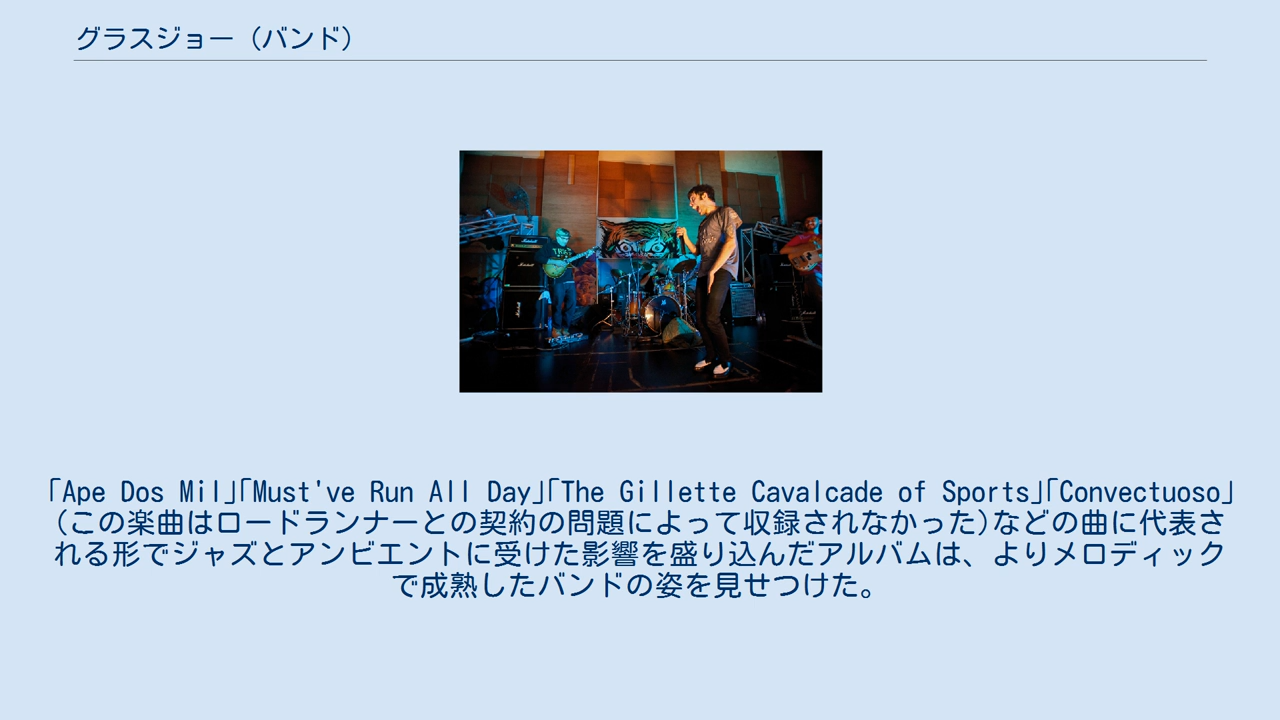 グラスジョー（バンド）
｢Ape Dos Mil｣｢Must've Run All Day｣｢The Gillette Cavalcade of Sports｣｢Convectuoso｣
(この楽曲はロードランナーとの契約の問題によって収録されなかった)などの曲に代表さ
れる形でジャズとアンビエントに受けた影響を盛り込んだアルバムは、よりメロディック
で成熟したバンドの姿を見せつけた。